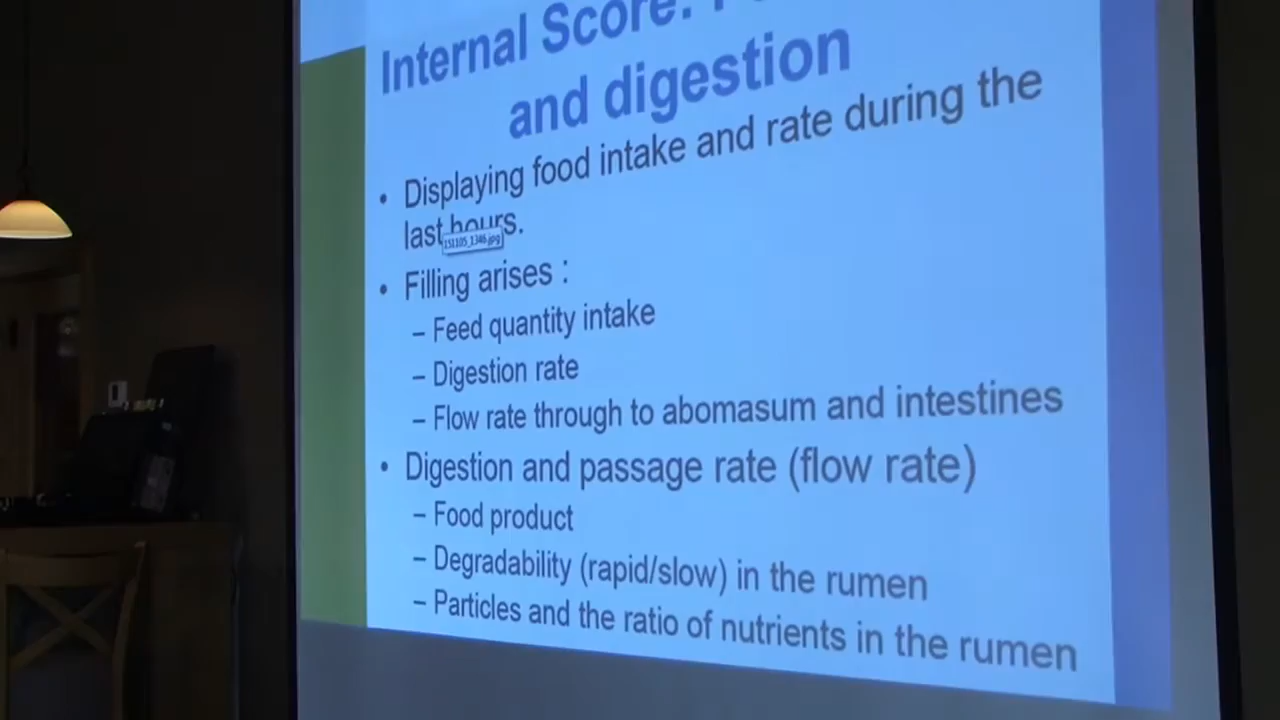 Internal Score:
and digestion
• Displaying food intake and rate during the
last hours.
151105_1346.jpg
• Filling arises :
– Feed quantity intake
– Digestion rate
– Flow rate through to abomasum and intestines
• Digestion and passage rate (flow rate)
– Food product
– Degradability (rapid/slow) in the rumen
– Particles and the ratio of nutrients in the rumen